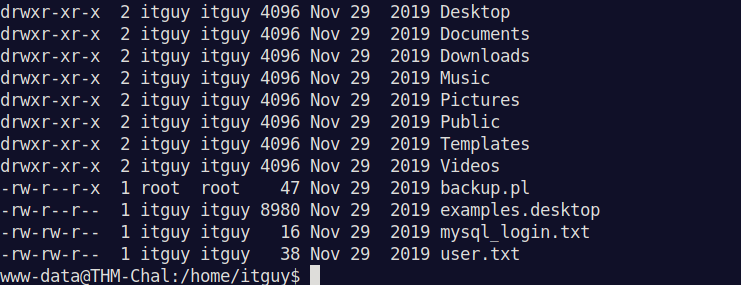 drwxr-xr-x  2 itguy itguy 4096 Nov 29  2019 Desktop
drwxr-xr-x  2 itguy itguy 4096 Nov 29  2019 Documents
drwxr-xr-x  2 itguy itguy 4096 Nov 29  2019 Downloads
drwxr-xr-x  2 itguy itguy 4096 Nov 29  2019 Music
drwxr-xr-x  2 itguy itguy 4096 Nov 29  2019 Pictures
drwxr-xr-x  2 itguy itguy 4096 Nov 29  2019 Public
drwxr-xr-x  2 itguy itguy 4096 Nov 29  2019 Templates
drwxr-xr-x  2 itguy itguy 4096 Nov 29  2019 Videos
-rw-r--r-x  1 root  root    47 Nov 29  2019 backup.pl
-rw-r--r--  1 itguy itguy 8980 Nov 29  2019 examples.desktop
-rw-rw-r--  1 itguy itguy   16 Nov 29  2019 mysql_login.txt
-rw-rw-r--  1 itguy itguy   38 Nov 29  2019 user.txt
www-data@THM-Chal:/home/itguy$